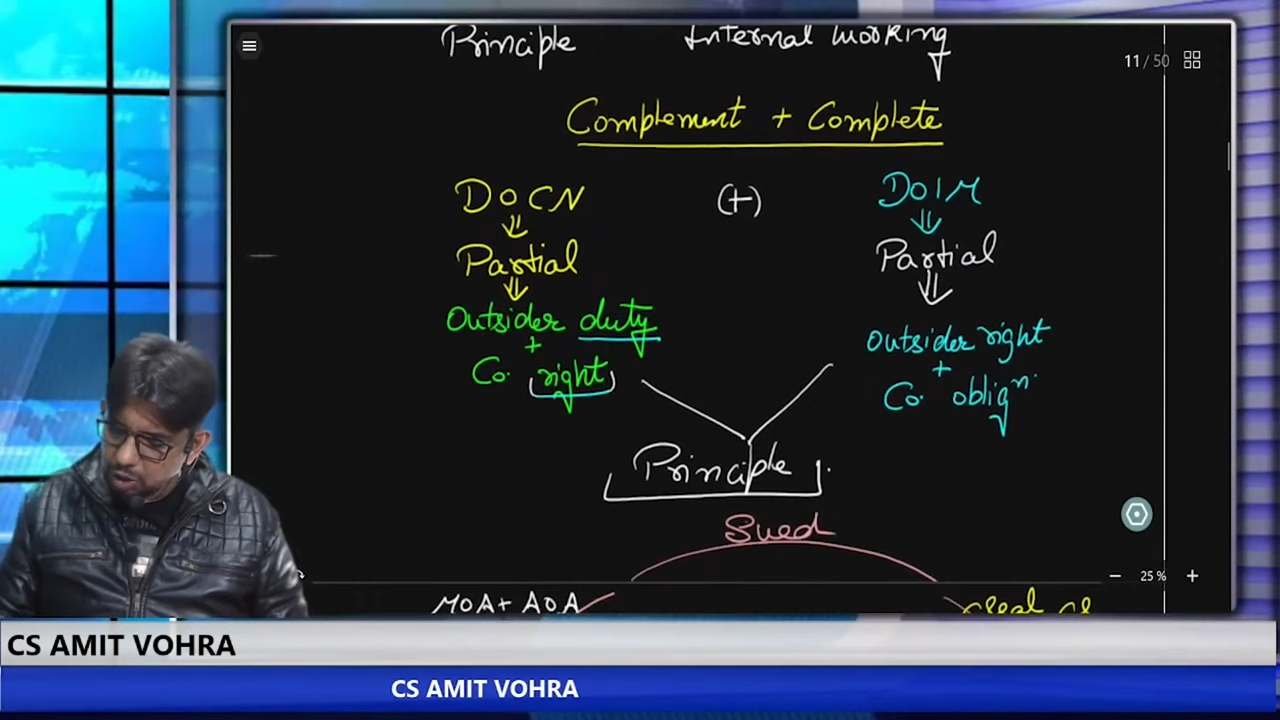 Principle Internal working
11 / 50
Complement + Complete
DOCN (+) DOIM
⇓ ⇓
Partial Partial
⇓ ⇓
Outsider duty Outsider right
+ +
Co. (right) Co. obligⁿ.
Principle
Sued
25 %
MOA + AOA
CS AMIT VOHRA
CS AMIT VOHRA